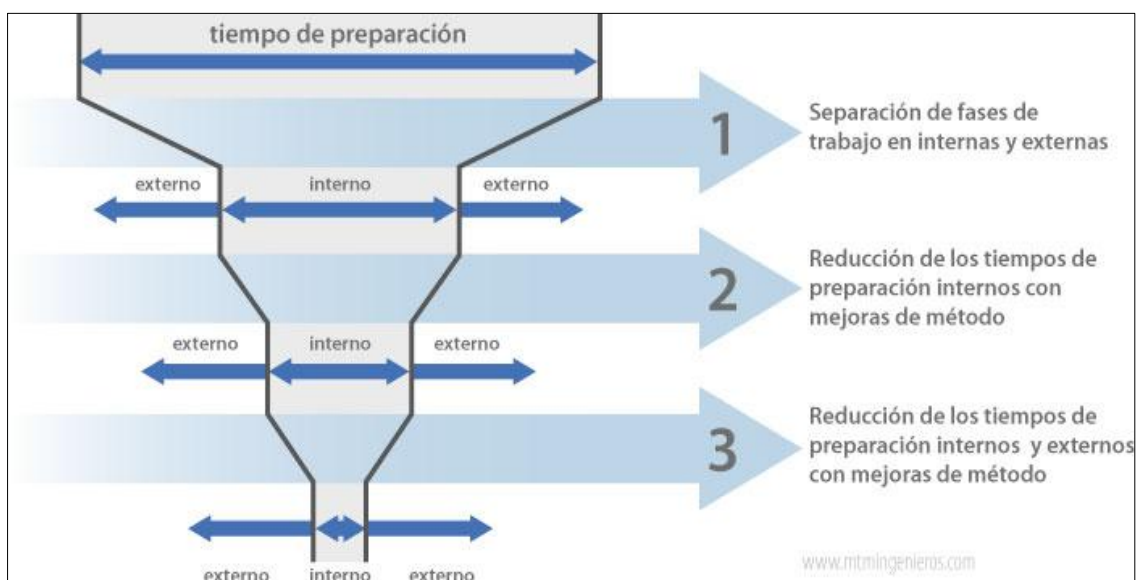 tiempo de preparación
1
Separación de fases de
trabajo en internas y externas
externo interno externo
2
Reducción de los tiempos de
preparación internos con
mejoras de método
externo interno externo
3
Reducción de los tiempos de
preparación internos y externos
con mejoras de método
externo interno externo
www.mtmingenieros.com